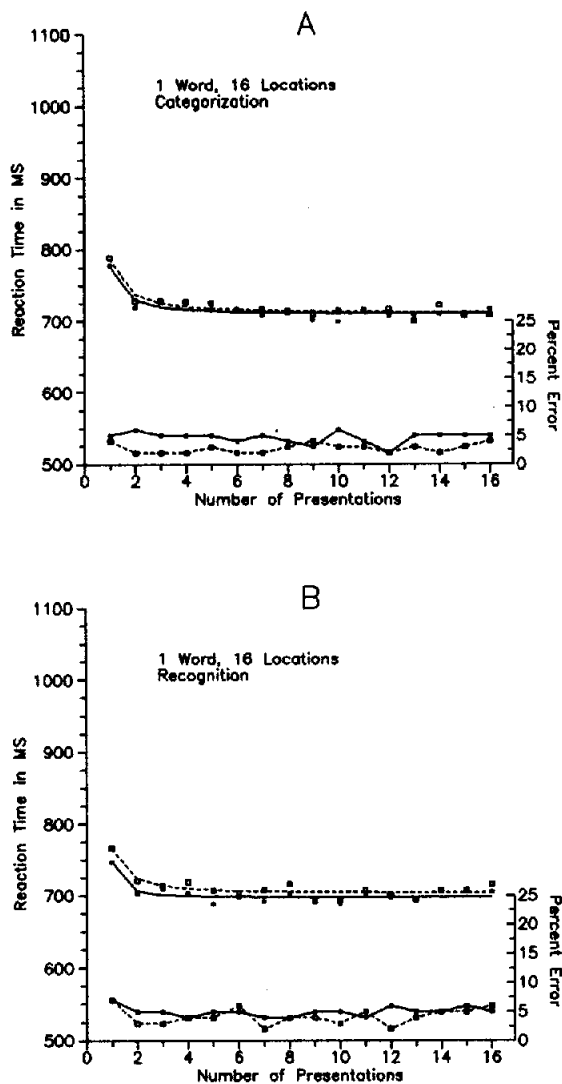 A
1100
1 Word, 16 Locations
Categorization
1000
900
Reaction Time in MS
800
700
25
20
Percent Error
15
600
10
5
500
0
0 2 4 6 8 10 12 14 16
Number of Presentations
B
1100
1 Word, 16 Locations
Recognition
1000
900
Reaction Time in MS
800
700
25
20
Percent Error
15
600
10
5
500
0
0 2 4 6 8 10 12 14 16
Number of Presentations